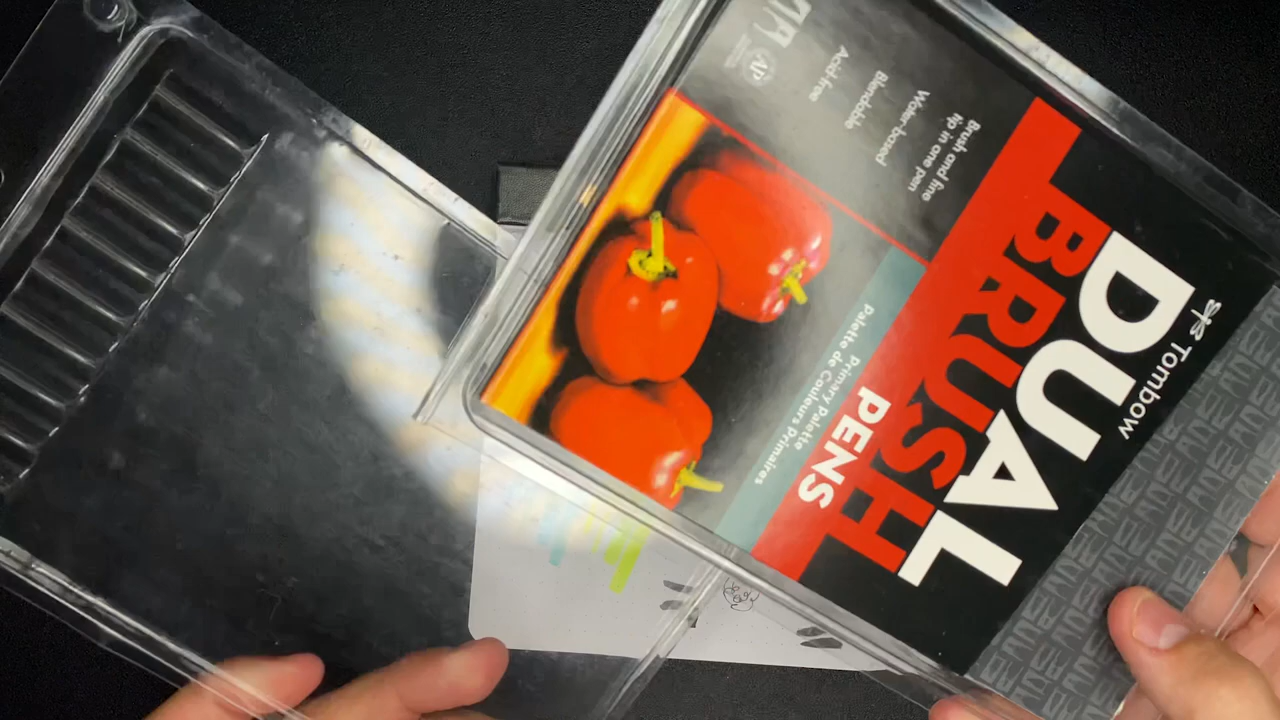 Tombow
DUAL
BRUSH
PENS
Primary Palette
Palette de Couleurs Primaires
Brush and fine
tip in one pen
Water-based
Blendable
Acid-free
AP